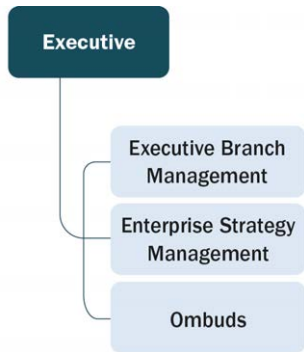 Executive
Executive Branch
Management
Enterprise Strategy
Management
Ombuds